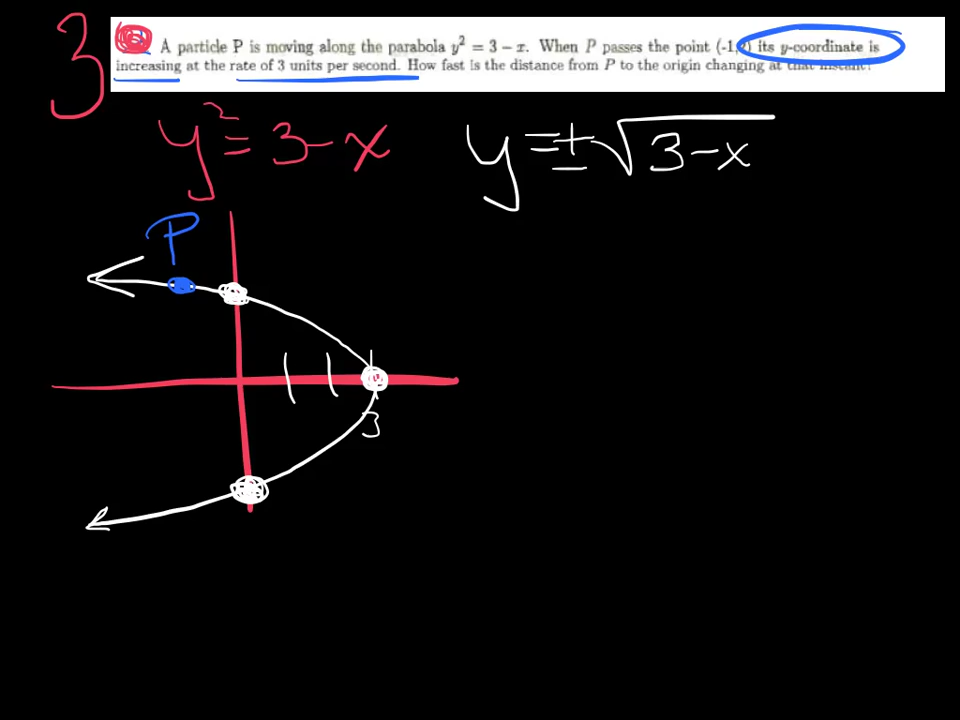 3
A particle P is moving along the parabola y² = 3 − x. When P passes the point (-1, its y-coordinate is
increasing at the rate of 3 units per second. How fast is the distance from P to the origin changing at that instant?
y² = 3 − x
y = ±√3 − x
P
3